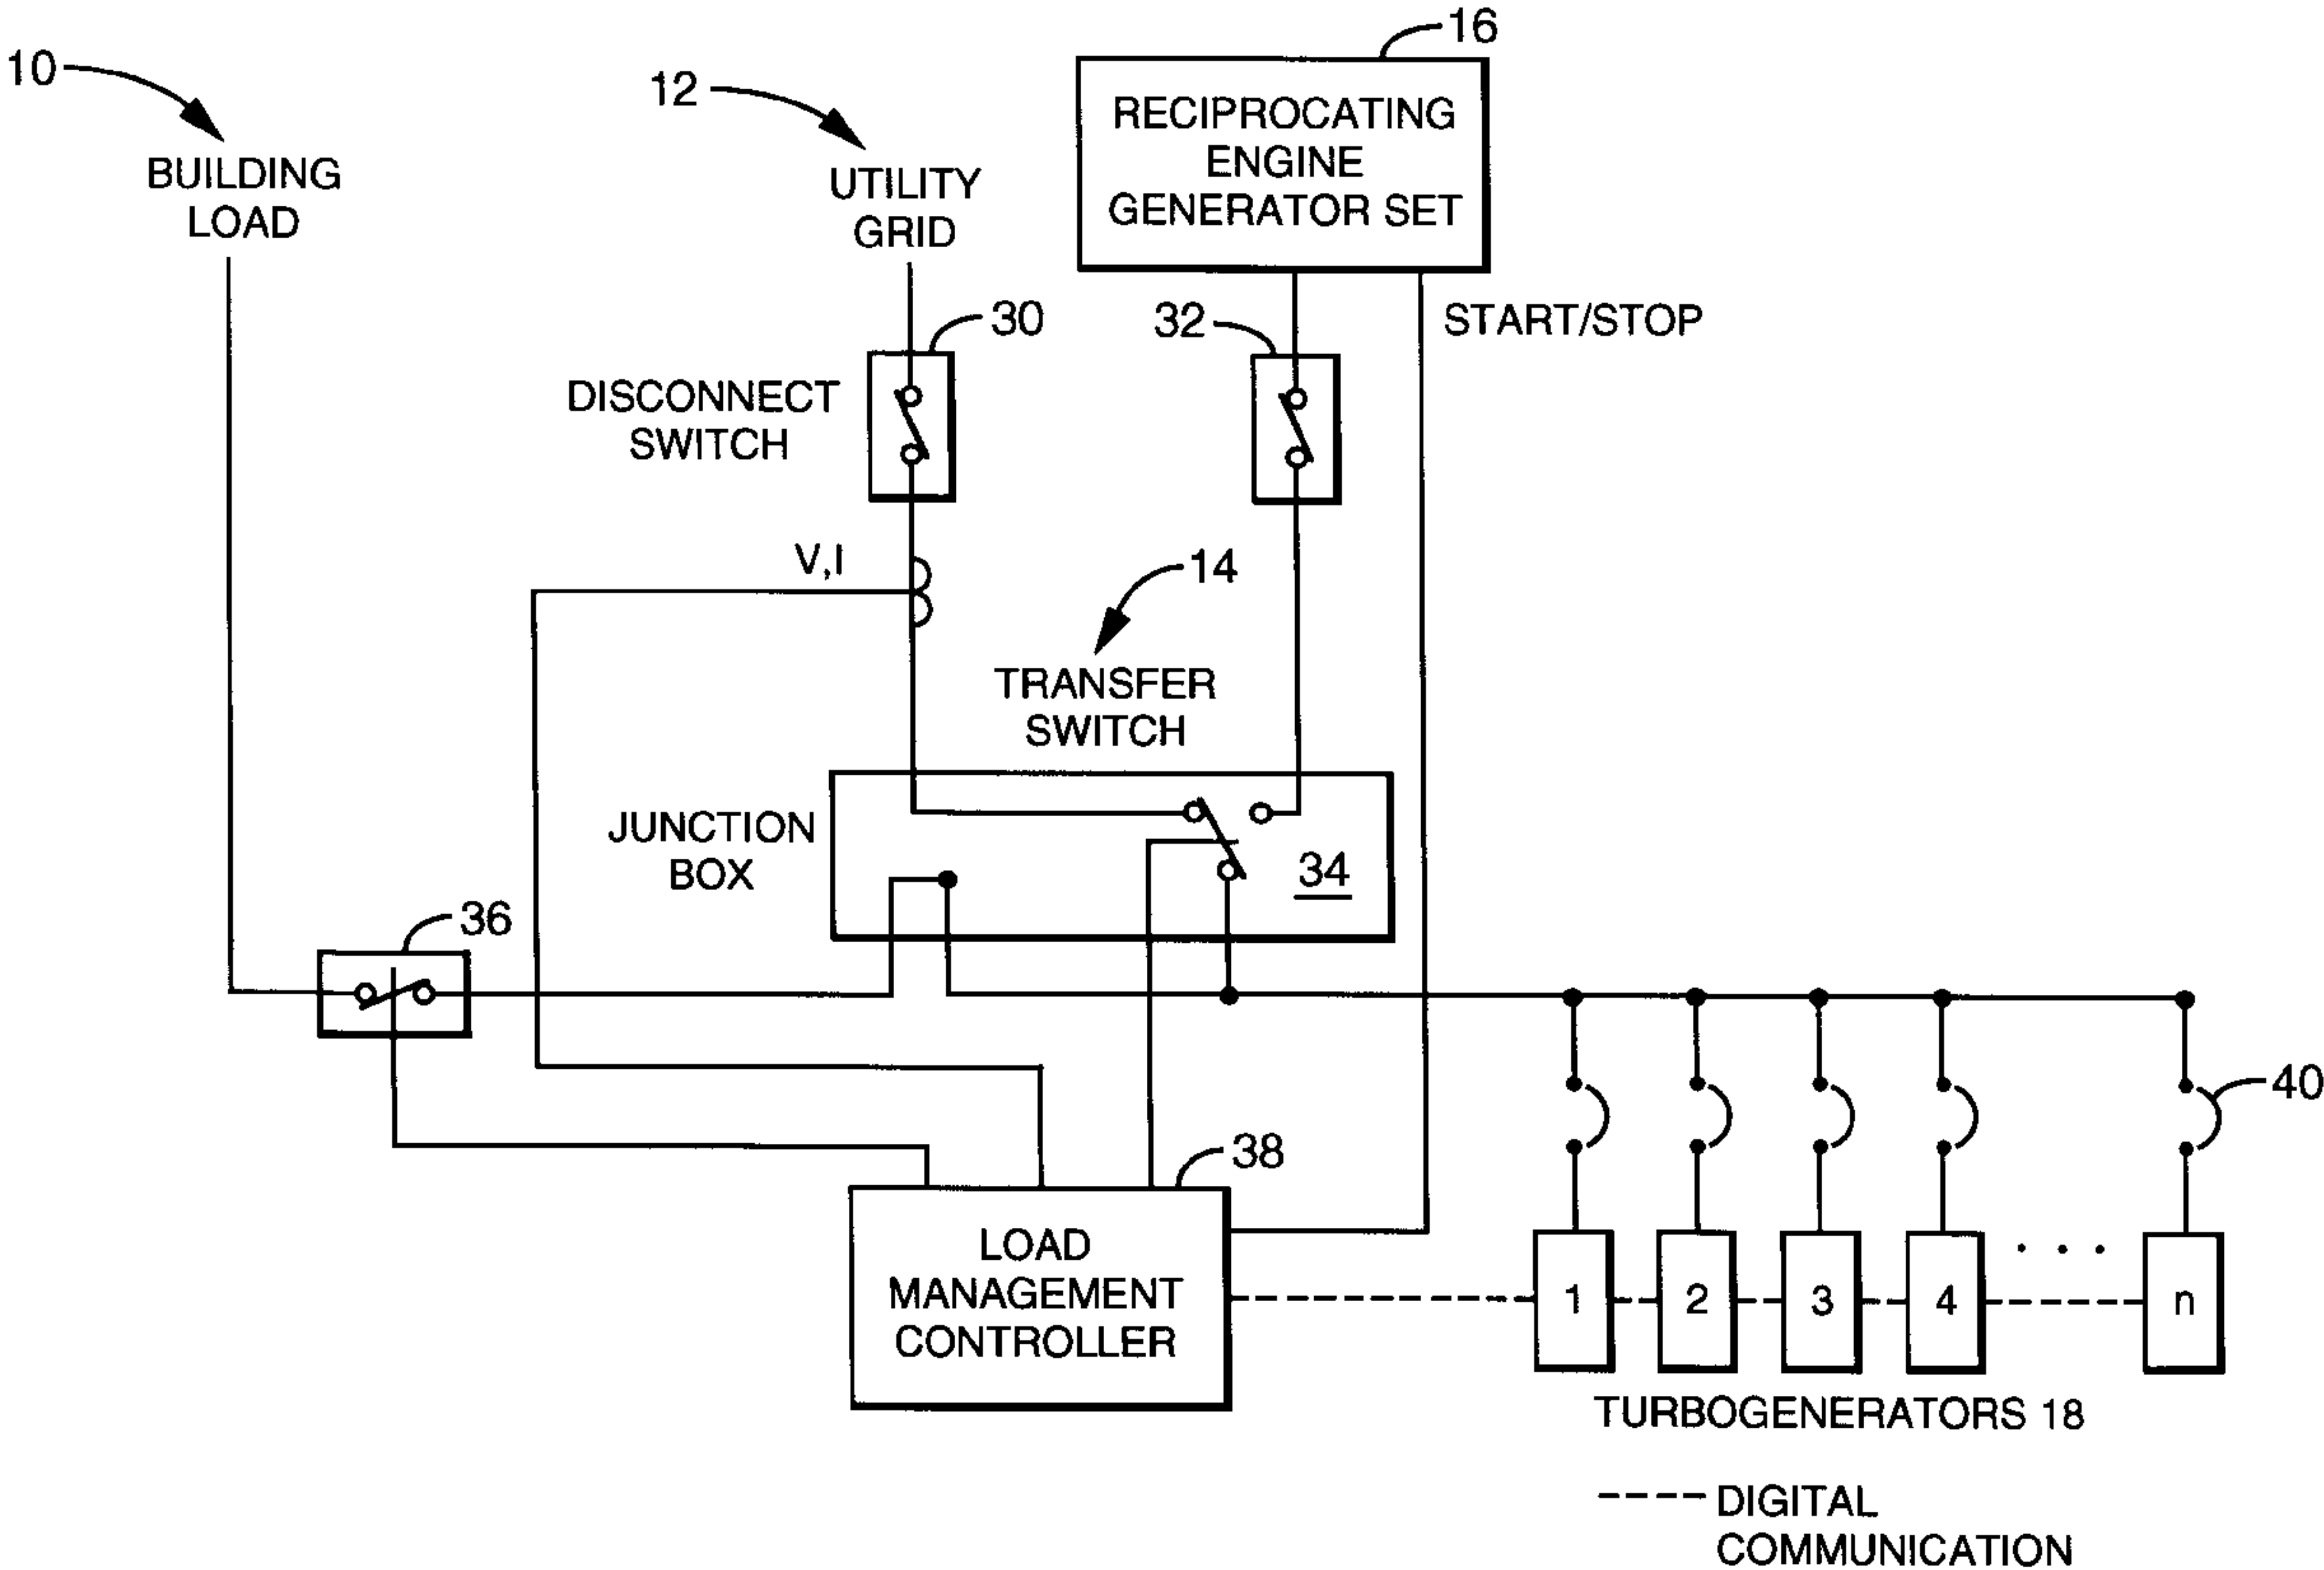 10
BUILDING
LOAD
12
UTILITY
GRID
16
RECIPROCATING
ENGINE
GENERATOR SET
START/STOP
30
32
DISCONNECT
SWITCH
V,I
14
TRANSFER
SWITCH
JUNCTION
BOX
34
36
38
40
LOAD
MANAGEMENT
CONTROLLER
1
2
3
4
. . .
n
TURBOGENERATORS 18
---- DIGITAL
COMMUNICATION